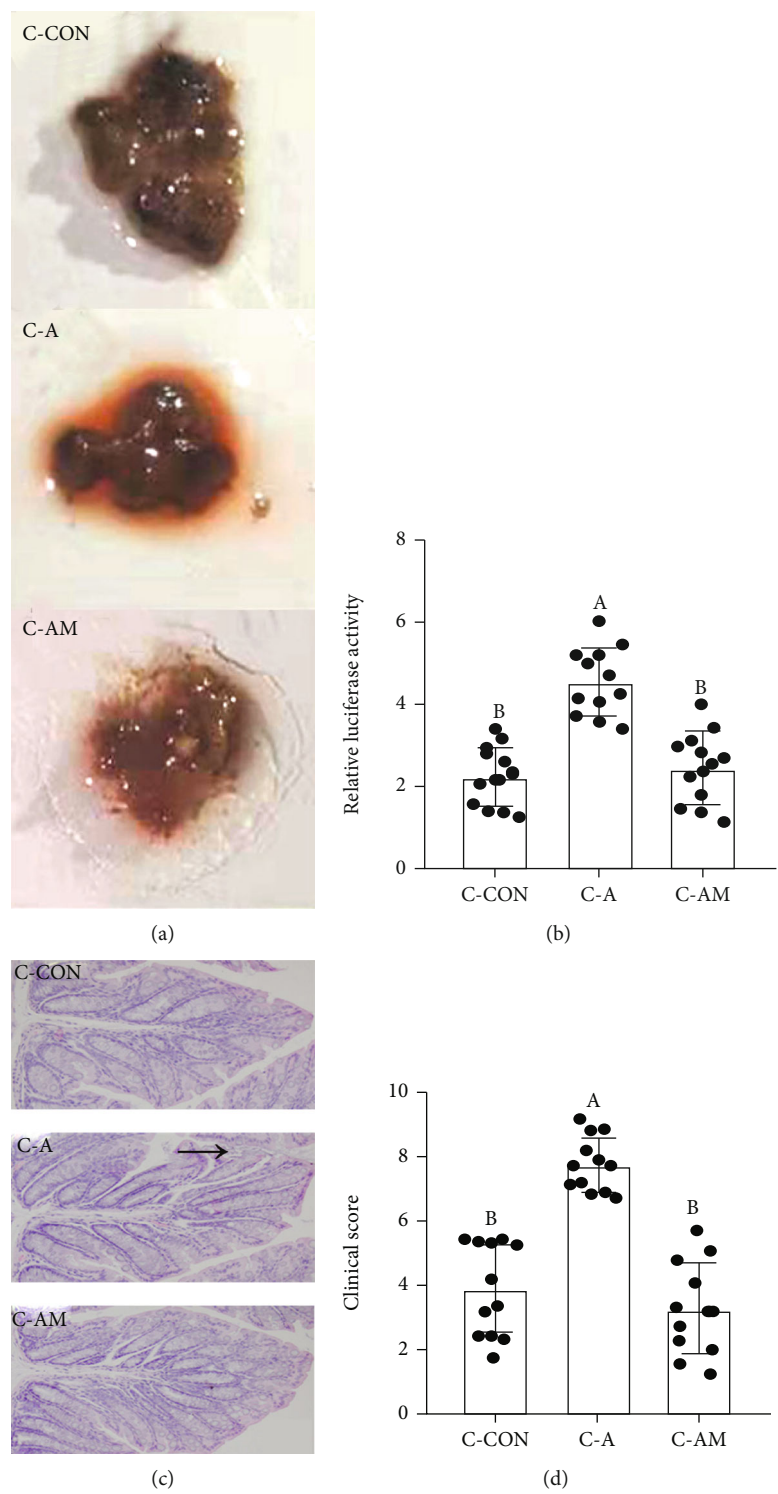 C-CON
C-A
C-AM
(a)
8
6
4
2
0
Relative luciferase activity
B
A
B
C-CON
C-A
C-AM
(b)
C-CON
C-A
C-AM
(c)
10
8
6
4
2
0
Clinical score
B
A
B
C-CON
C-A
C-AM
(d)